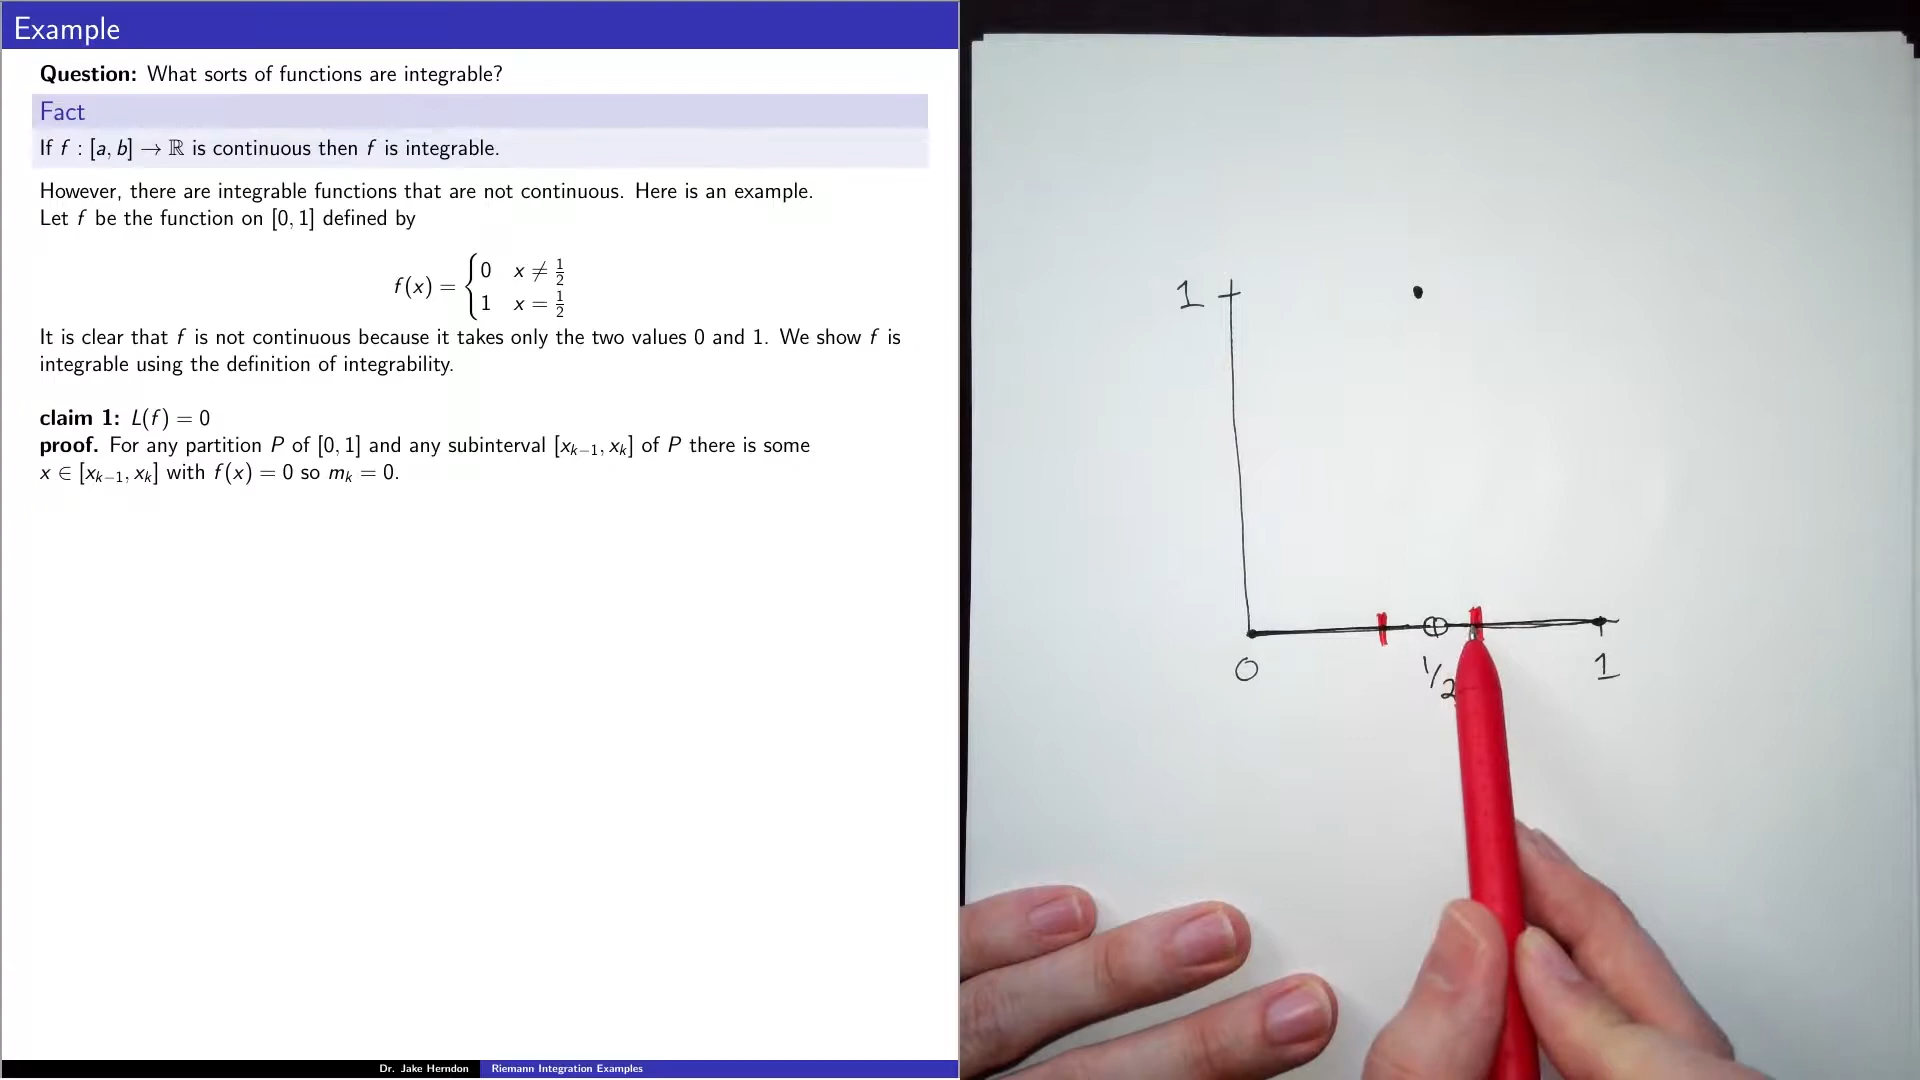 Example
Question: What sorts of functions are integrable?
Fact
If f : [a, b] → ℝ is continuous then f is integrable.
However, there are integrable functions that are not continuous. Here is an example.
Let f be the function on [0, 1] defined by
f(x) = { 0 x ≠ 1/2
1 x = 1/2
It is clear that f is not continuous because it takes only the two values 0 and 1. We show f is
integrable using the definition of integrability.
claim 1: L(f) = 0
proof. For any partition P of [0, 1] and any subinterval [xₖ₋₁, xₖ] of P there is some
x ∈ [xₖ₋₁, xₖ] with f(x) = 0 so mₖ = 0.
Dr. Jake Herndon Riemann Integration Examples
1
0 1/2 1